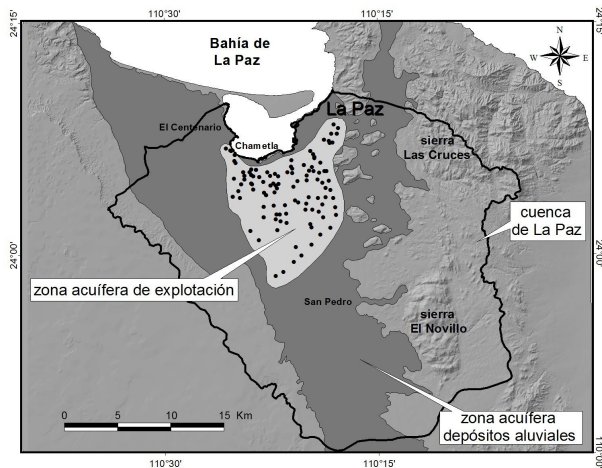 110°30'
110°15'
24°15'
24°15'
Bahía de
La Paz
N
W
E
S
La Paz
El Centenario
Chametla
sierra
Las Cruces
cuenca
de La Paz
24°00'
24°00'
zona acuífera de explotación
San Pedro
sierra
El Novillo
0
5
10
15 Km
zona acuífera
depósitos aluviales
110°30'
110°15'
110°00'